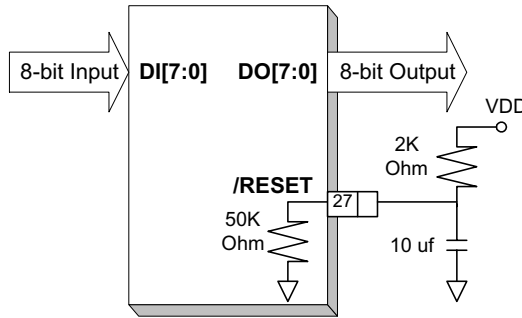 8-bit Input
DI[7:0]
DO[7:0]
8-bit Output
VDD
2K
Ohm
/RESET
27
50K
Ohm
10 uf